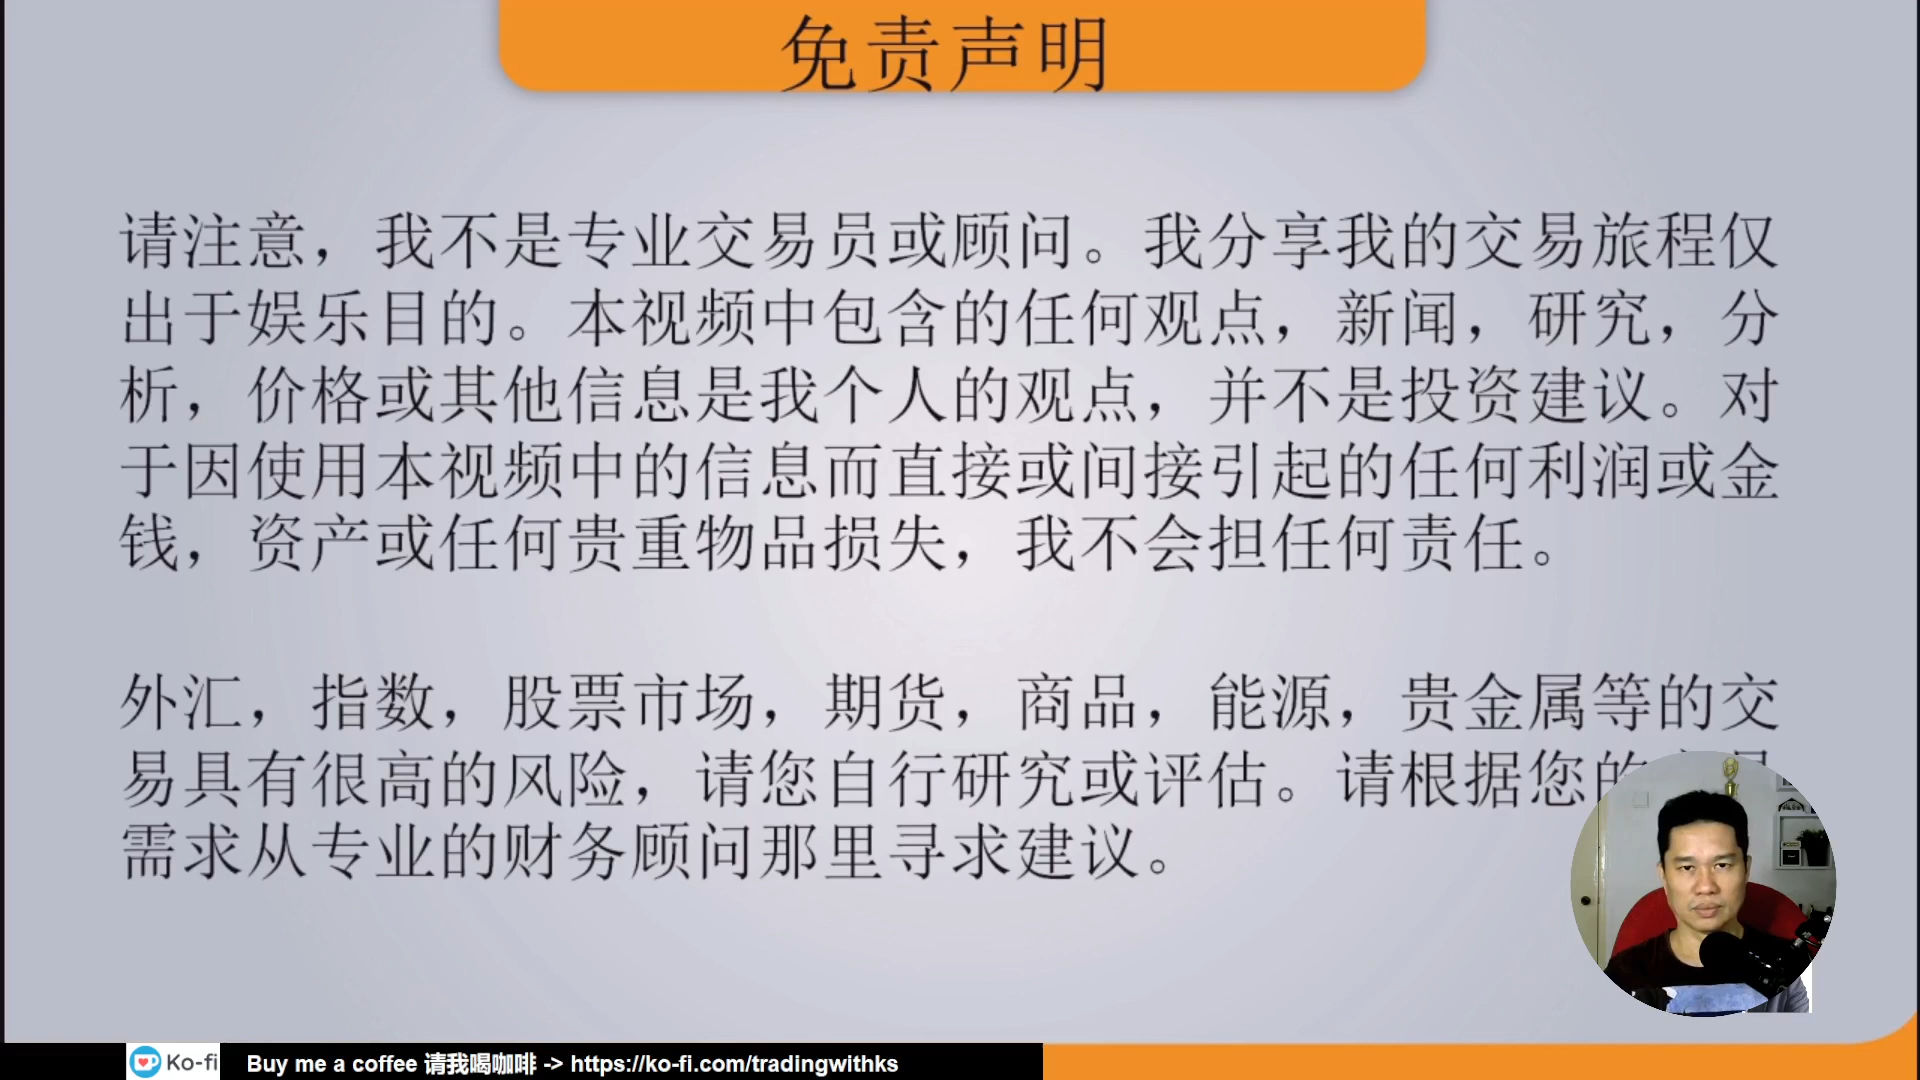 免责声明
请注意，我不是专业交易员或顾问。我分享我的交易旅程仅
出于娱乐目的。本视频中包含的任何观点，新闻，研究，分
析，价格或其他信息是我个人的观点，并不是投资建议。对
于因使用本视频中的信息而直接或间接引起的任何利润或金
钱，资产或任何贵重物品损失，我不会担任何责任。
外汇，指数，股票市场，期货，商品，能源，贵金属等的交
易具有很高的风险，请您自行研究或评估。请根据您的
需求从专业的财务顾问那里寻求建议。
Ko-fi Buy me a coffee 请我喝咖啡 -> https://ko-fi.com/tradingwithks